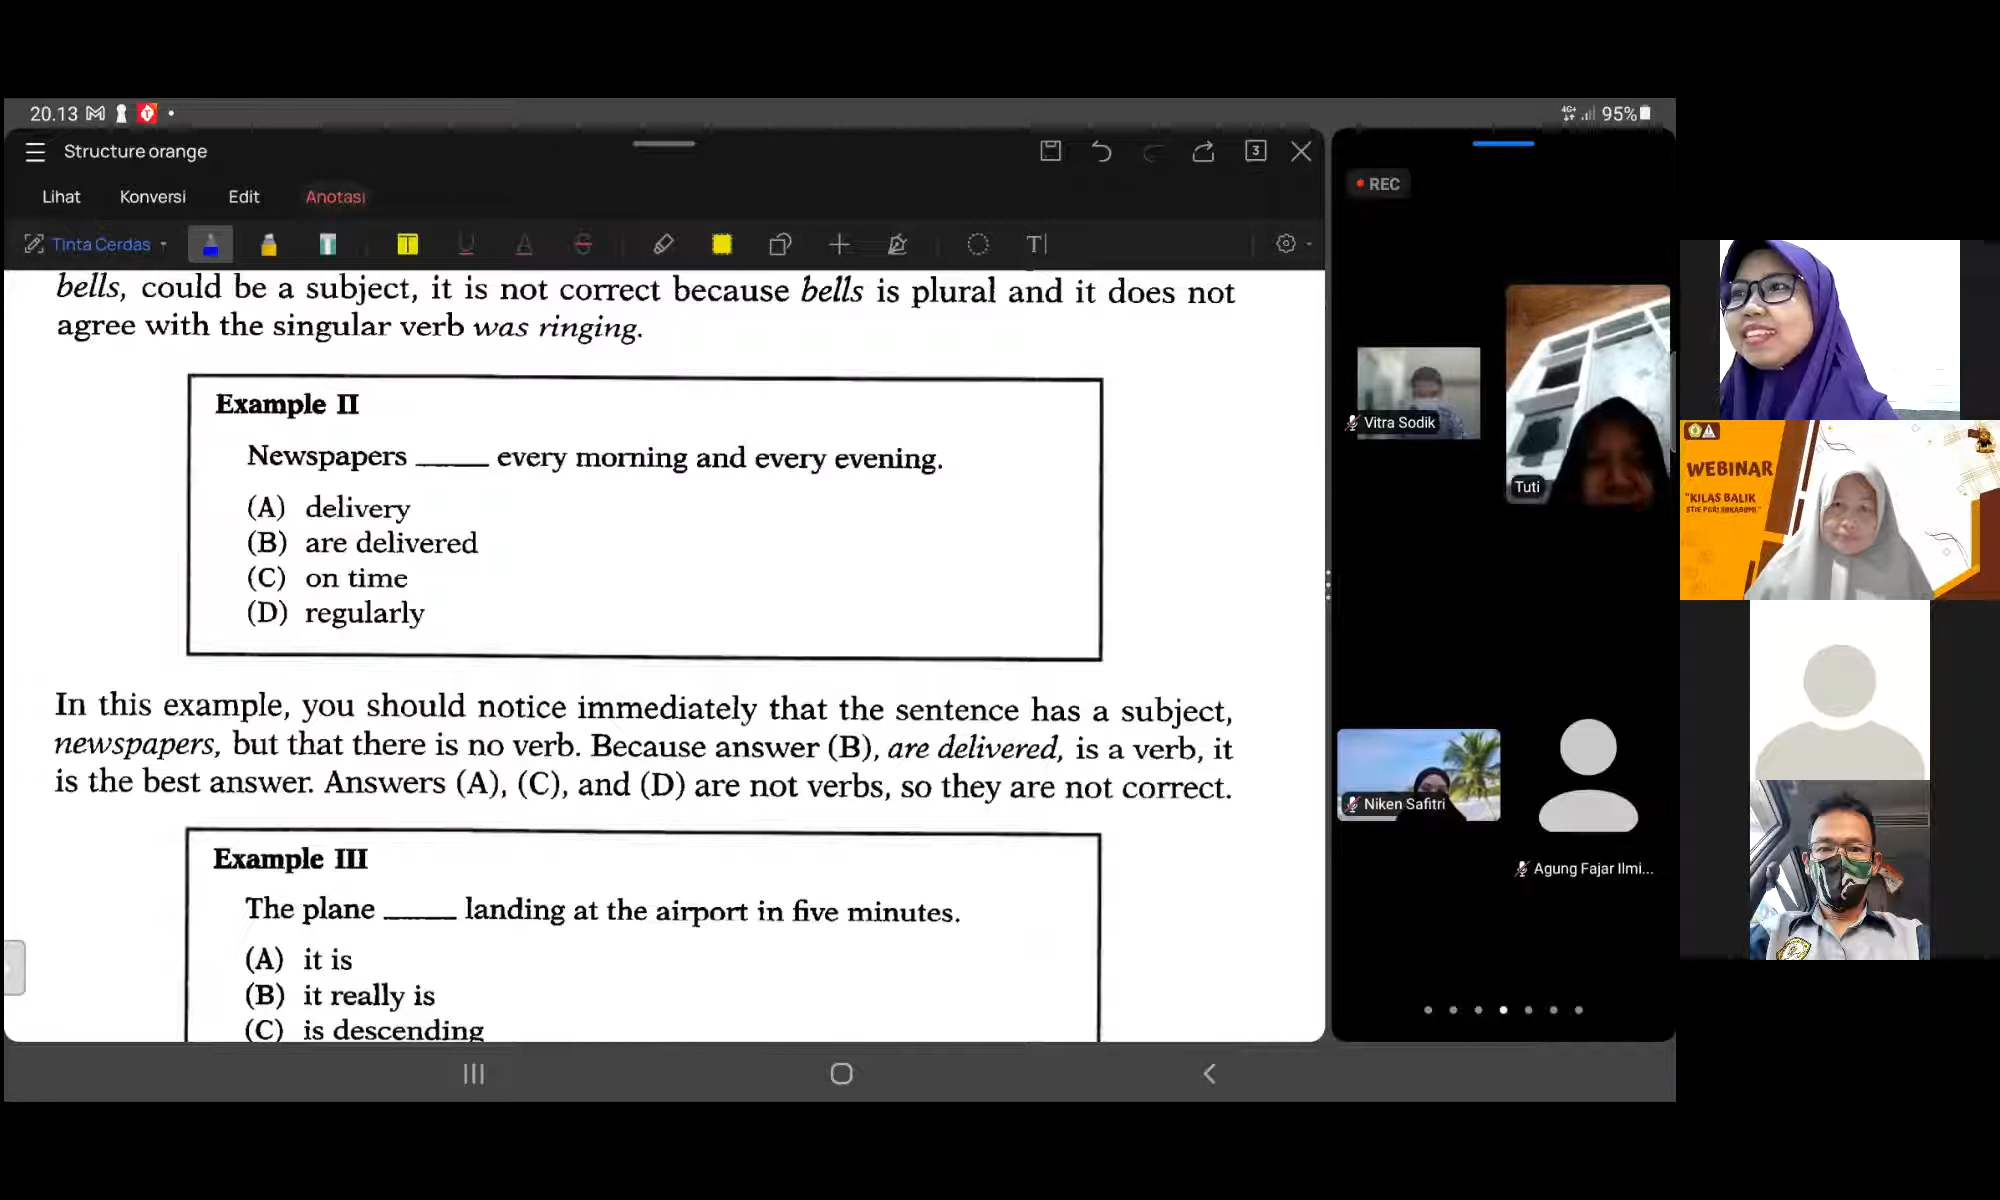 20.13
4G+
95%
Structure orange
3
Lihat Konversi Edit Anotasi
Tinta Cerdas
bells, could be a subject, it is not correct because bells is plural and it does not
agree with the singular verb was ringing.
Example II
Newspapers _____ every morning and every evening.
(A) delivery
(B) are delivered
(C) on time
(D) regularly
In this example, you should notice immediately that the sentence has a subject,
newspapers, but that there is no verb. Because answer (B), are delivered, is a verb, it
is the best answer. Answers (A), (C), and (D) are not verbs, so they are not correct.
Example III
The plane _____ landing at the airport in five minutes.
(A) it is
(B) it really is
(C) is descending
REC
Vitra Sodik
Tuti
Niken Safitri
Agung Fajar Ilmi...
WEBINAR
"KILAS BALIK
STIE PGRI SUKABUMI"